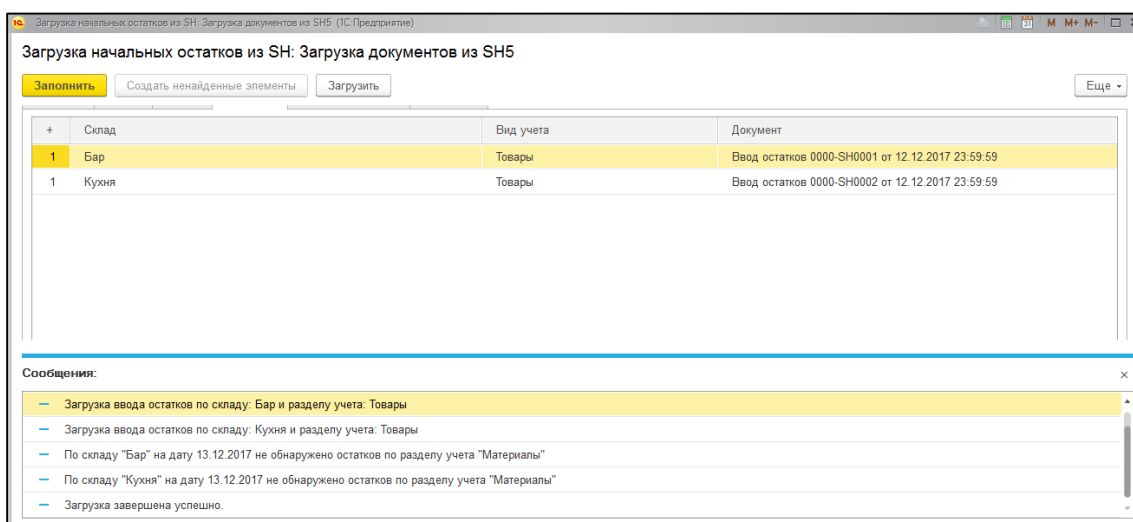 Загрузка начальных остатков из SH: Загрузка документов из SH5 (1С:Предприятие)
31 M M+ M-
Загрузка начальных остатков из SH: Загрузка документов из SH5
Заполнить Создать ненайденные элементы Загрузить Еще
+ Склад Вид учета Документ
1 Бар Товары Ввод остатков 0000-SH0001 от 12.12.2017 23:59:59
1 Кухня Товары Ввод остатков 0000-SH0002 от 12.12.2017 23:59:59
Сообщения:
Загрузка ввода остатков по складу: Бар и разделу учета: Товары
Загрузка ввода остатков по складу: Кухня и разделу учета: Товары
По складу "Бар" на дату 13.12.2017 не обнаружено остатков по разделу учета "Материалы"
По складу "Кухня" на дату 13.12.2017 не обнаружено остатков по разделу учета "Материалы"
Загрузка завершена успешно.